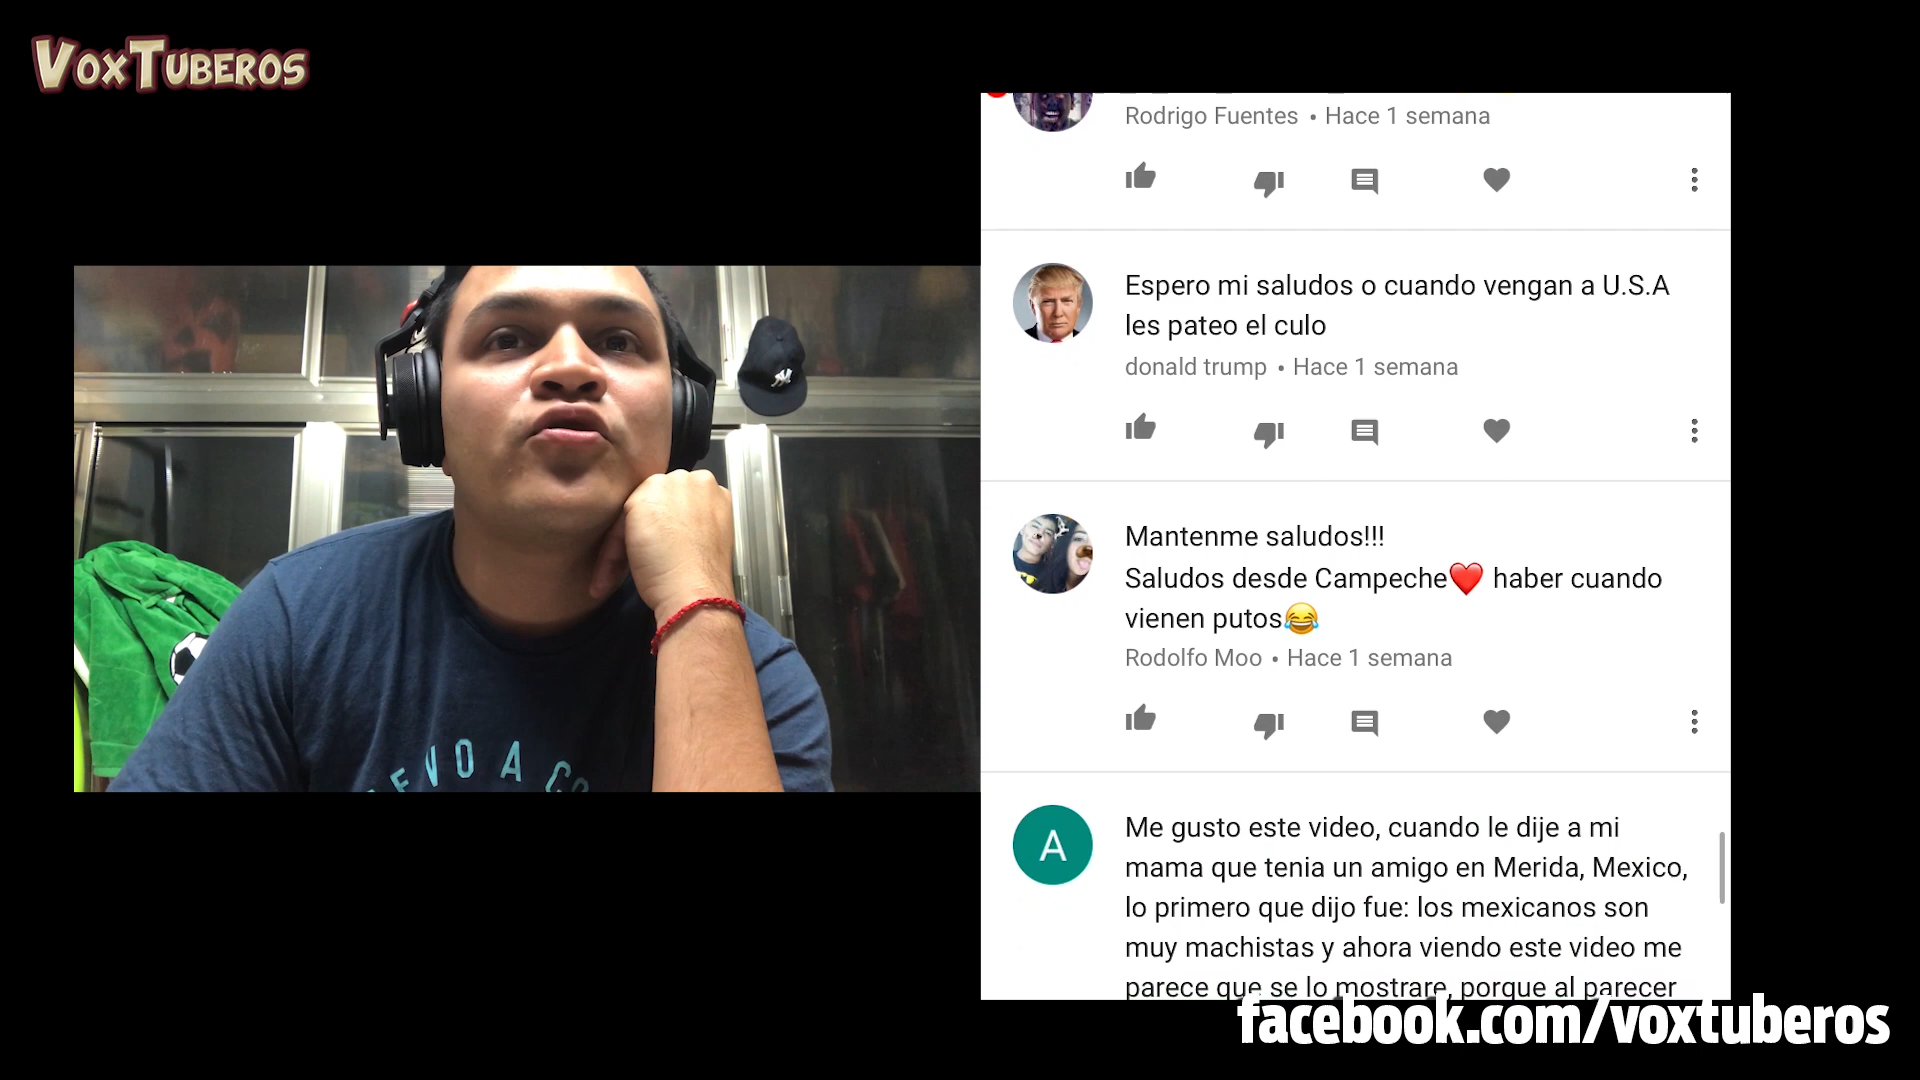 VOXTUBEROS
Rodrigo Fuentes • Hace 1 semana
Espero mi saludos o cuando vengan a U.S.A
les pateo el culo
donald trump • Hace 1 semana
Mantenme saludos!!!
Saludos desde Campeche❤️ haber cuando
vienen putos😂
Rodolfo Moo • Hace 1 semana
A
Me gusto este video, cuando le dije a mi
mama que tenia un amigo en Merida, Mexico,
lo primero que dijo fue: los mexicanos son
muy machistas y ahora viendo este video me
parece que se lo mostrare, porque al parecer
facebook.com/voxtuberos